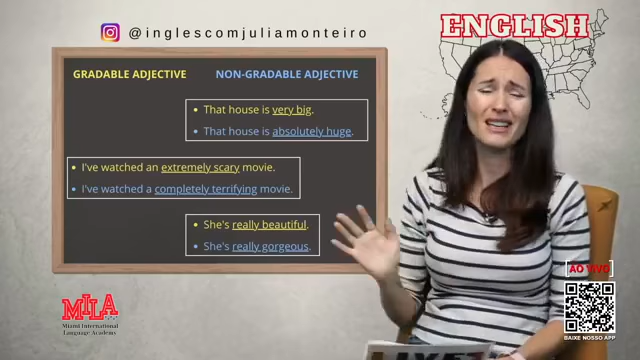 @inglescomjuliamonteiro
ENGLISH
GRADABLE ADJECTIVE
NON-GRADABLE ADJECTIVE
That house is very big.
That house is absolutely huge.
I've watched an extremely scary movie.
I've watched a completely terrifying movie.
She's really beautiful.
She's really gorgeous.
MILA
Miami International
Language Academy
AO VIVO
BAIXE NOSSO APP